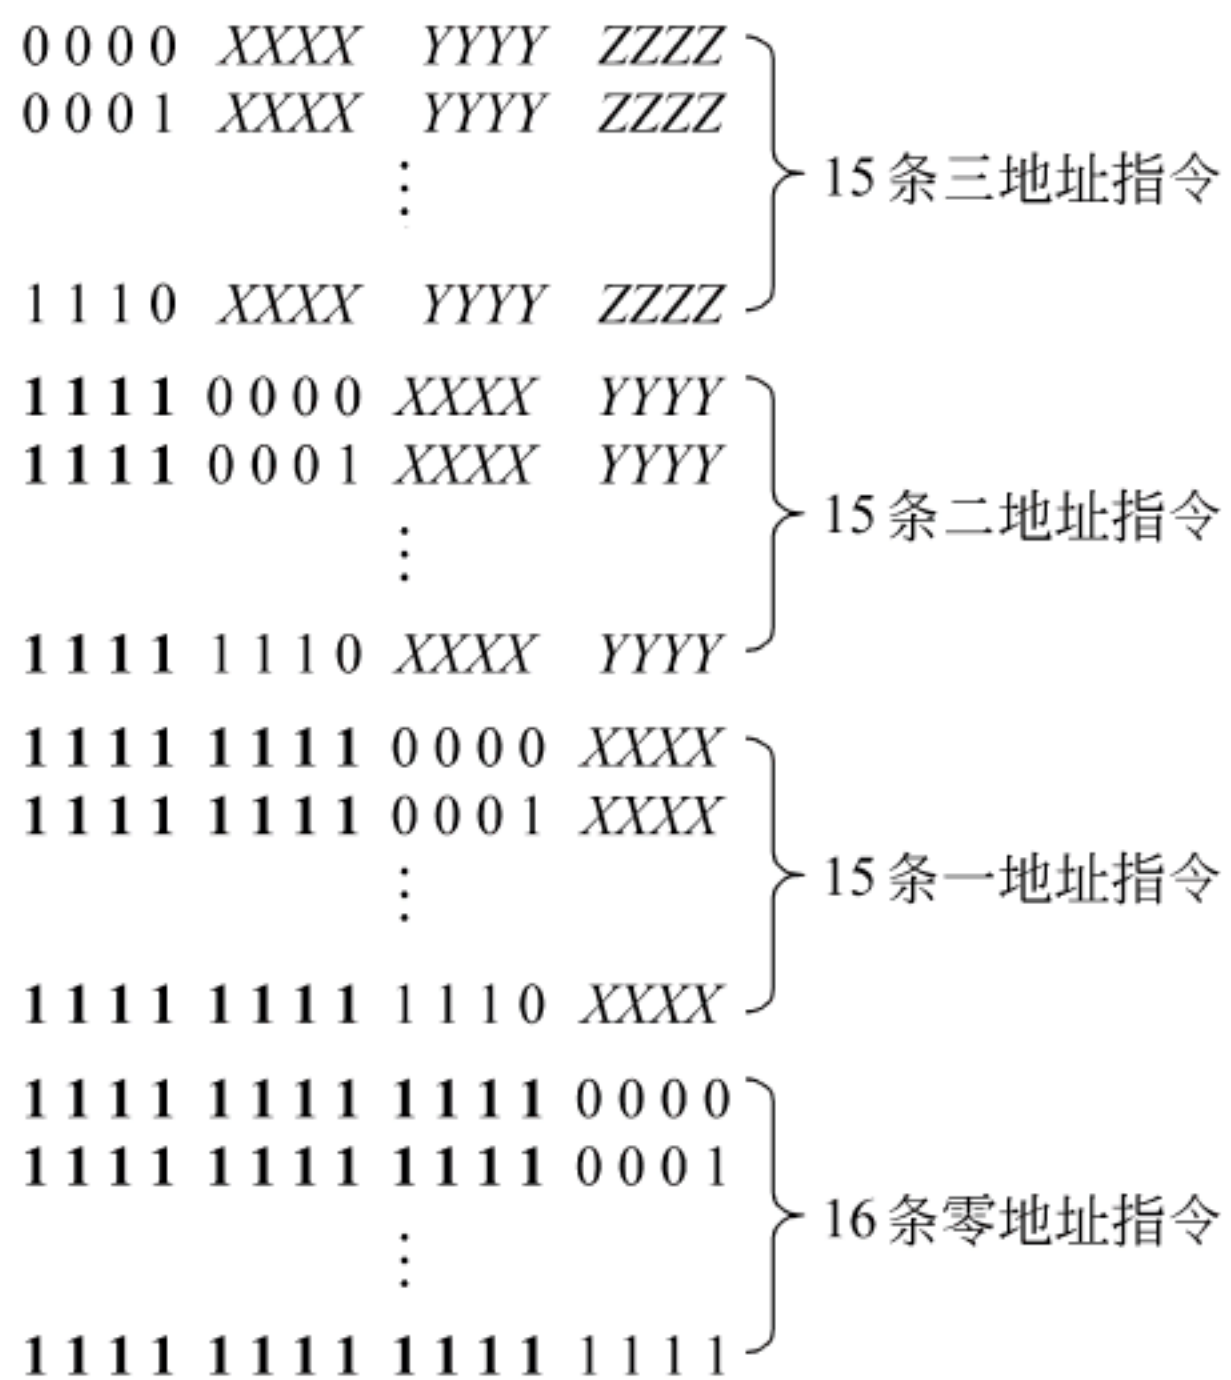 0 0 0 0 XXXX YYYY ZZZZ
0 0 0 1 XXXX YYYY ZZZZ
⋮
15 条三地址指令
1 1 1 0 XXXX YYYY ZZZZ
1 1 1 1 0 0 0 0 XXXX YYYY
1 1 1 1 0 0 0 1 XXXX YYYY
⋮
15 条二地址指令
1 1 1 1 1 1 1 0 XXXX YYYY
1 1 1 1 1 1 1 1 0 0 0 0 XXXX
1 1 1 1 1 1 1 1 0 0 0 1 XXXX
⋮
15 条一地址指令
1 1 1 1 1 1 1 1 1 1 1 0 XXXX
1 1 1 1 1 1 1 1 1 1 1 1 0 0 0 0
1 1 1 1 1 1 1 1 1 1 1 1 0 0 0 1
⋮
16 条零地址指令
1 1 1 1 1 1 1 1 1 1 1 1 1 1 1 1